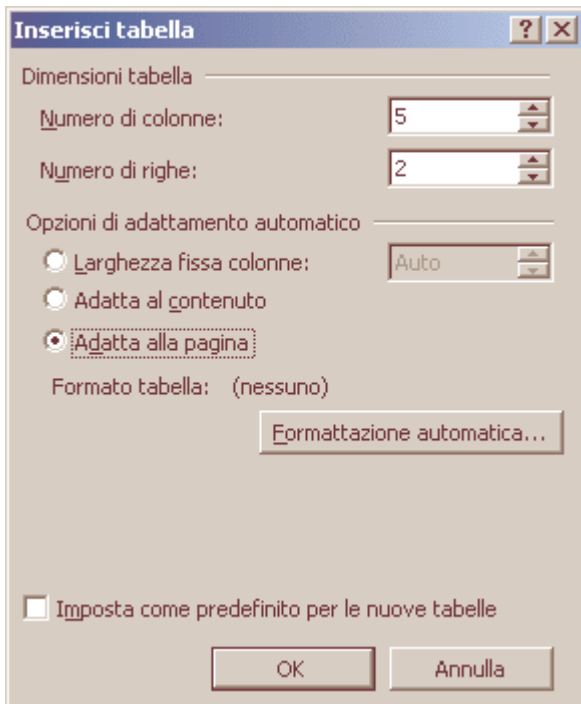 Inserisci tabella
Dimensioni tabella
Numero di colonne: 5
Numero di righe: 2
Opzioni di adattamento automatico
Larghezza fissa colonne: Auto
Adatta al contenuto
Adatta alla pagina
Formato tabella: (nessuno)
Formattazione automatica...
Imposta come predefinito per le nuove tabelle
OK Annulla